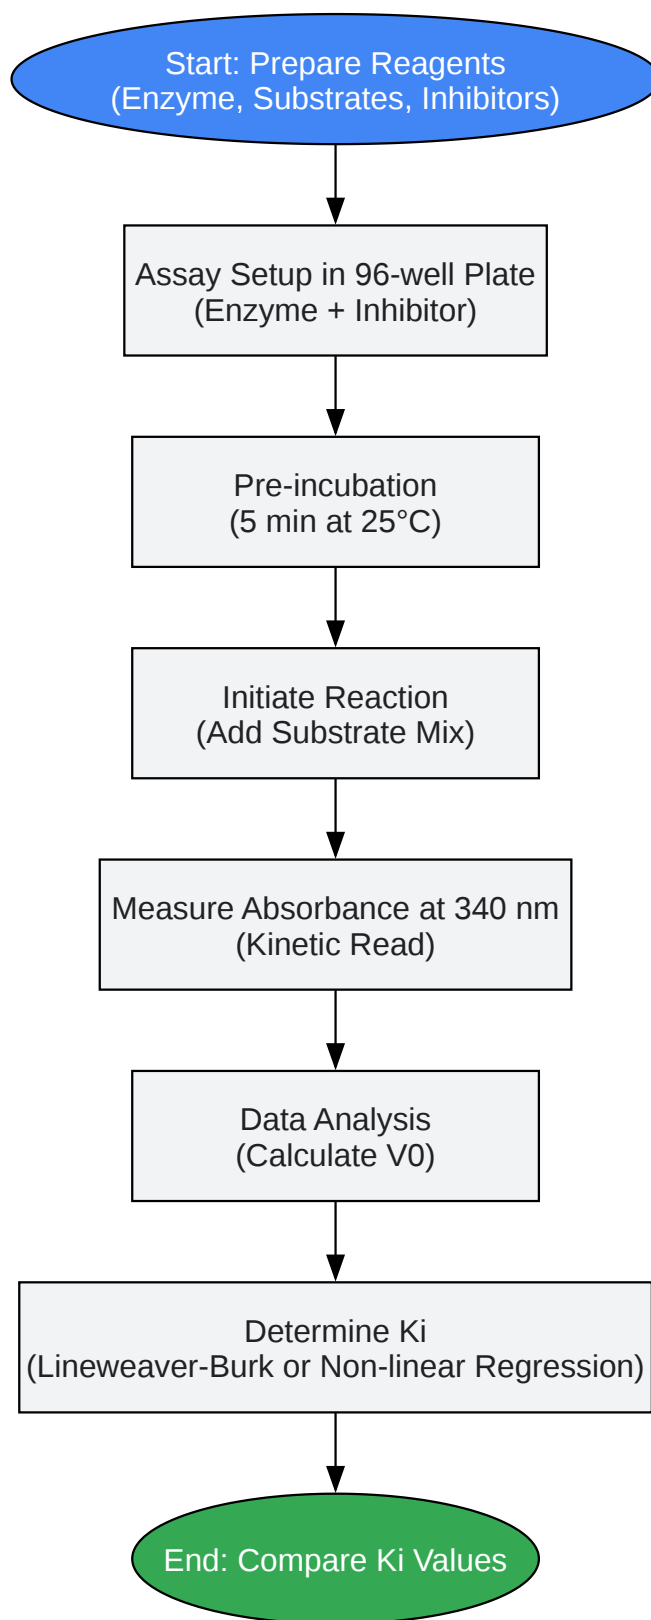 Start: Prepare Reagents
(Enzyme, Substrates, Inhibitors)
Assay Setup in 96-well Plate
(Enzyme + Inhibitor)
Pre-incubation
(5 min at 25°C)
Initiate Reaction
(Add Substrate Mix)
Measure Absorbance at 340 nm
(Kinetic Read)
Data Analysis
(Calculate V0)
Determine Ki
(Lineweaver-Burk or Non-linear Regression)
End: Compare Ki Values